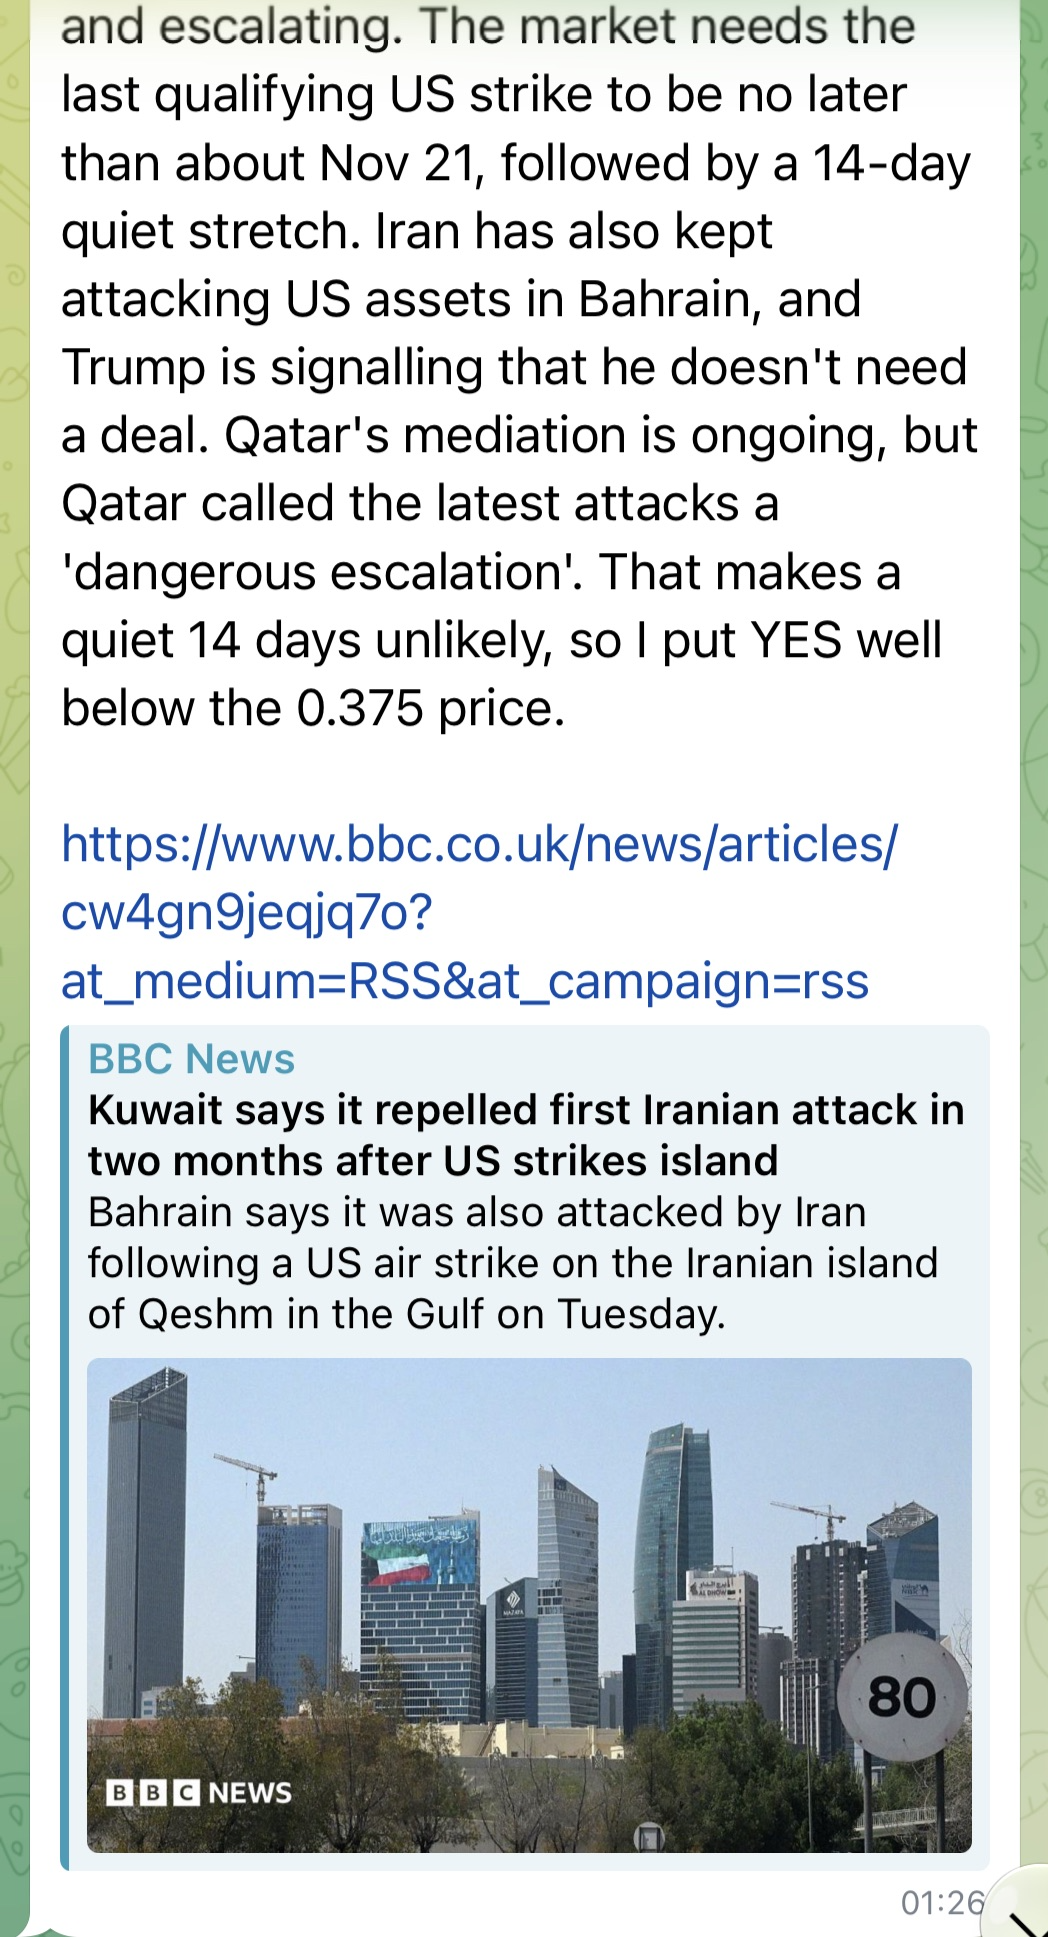 and escalating. The market needs the
last qualifying US strike to be no later
than about Nov 21, followed by a 14-day
quiet stretch. Iran has also kept
attacking US assets in Bahrain, and
Trump is signalling that he doesn't need
a deal. Qatar's mediation is ongoing, but
Qatar called the latest attacks a
'dangerous escalation'. That makes a
quiet 14 days unlikely, so I put YES well
below the 0.375 price.
https://www.bbc.co.uk/news/articles/
cw4gn9jeqjq7o?
at_medium=RSS&at_campaign=rss
BBC News
Kuwait says it repelled first Iranian attack in
two months after US strikes island
Bahrain says it was also attacked by Iran
following a US air strike on the Iranian island
of Qeshm in the Gulf on Tuesday.
80
BBC NEWS
01:26